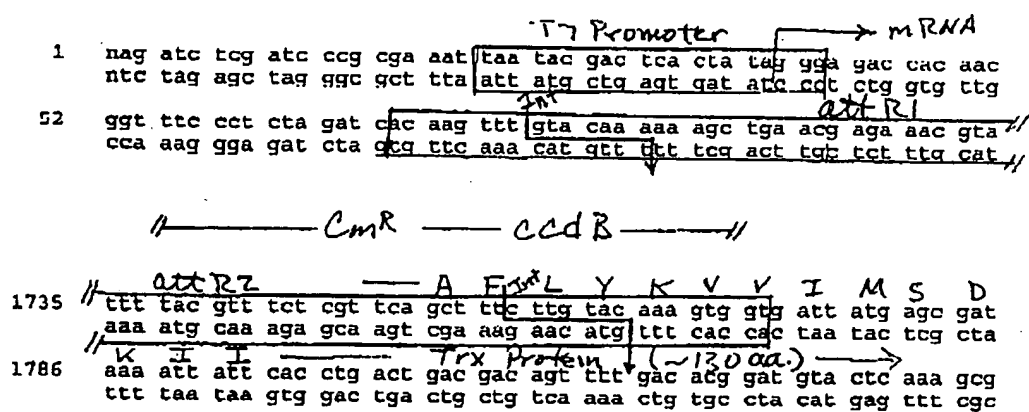 T7 Promoter mRNA
1 nag atc tcg atc ccg cga aat taa tac gac tca cta tag gga gac cac aac
ntc tag agc tag ggc gct tta att atg ctg agt gat atc cct ctg gtg ttg
Int att R1
52 ggt ttc cct cta gat cac aag ttt gta caa aaa agc tga acg aga aac gta
cca aag gga gat cta gtg ttc aaa cat gtt ttt tcg act tgc tct ttg cat
CmR ccdB
att R2 A F Int L Y K V V I M S D
1735 ttt tac gtt tct cgt tca gct ttc ttg tac aaa gtg gtg att atg agc gat
aaa atg caa aga gca agt cga aag aac atg ttt cac cac taa tac tcg cta
K I I Trx Protein (~130 aa.)
1786 aaa att att cac ctg act gac gac agt ttt gac acg gat gta ctc aaa gcg
ttt taa taa gtg gac tga ctg ctg tca aaa ctg tgc cta cat gag ttt cgc